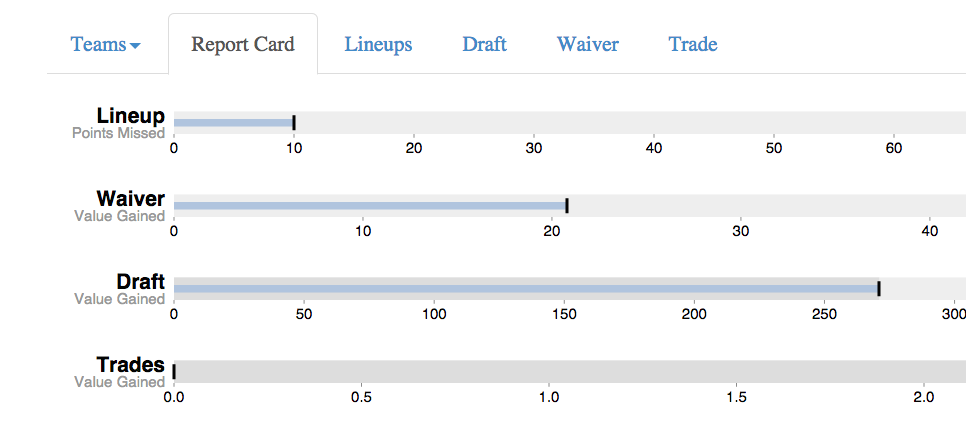 Teams Report Card Lineups Draft Waiver Trade
Lineup
Points Missed
0 10 20 30 40 50 60
Waiver
Value Gained
0 10 20 30 40
Draft
Value Gained
0 50 100 150 200 250 300
Trades
Value Gained
0.0 0.5 1.0 1.5 2.0